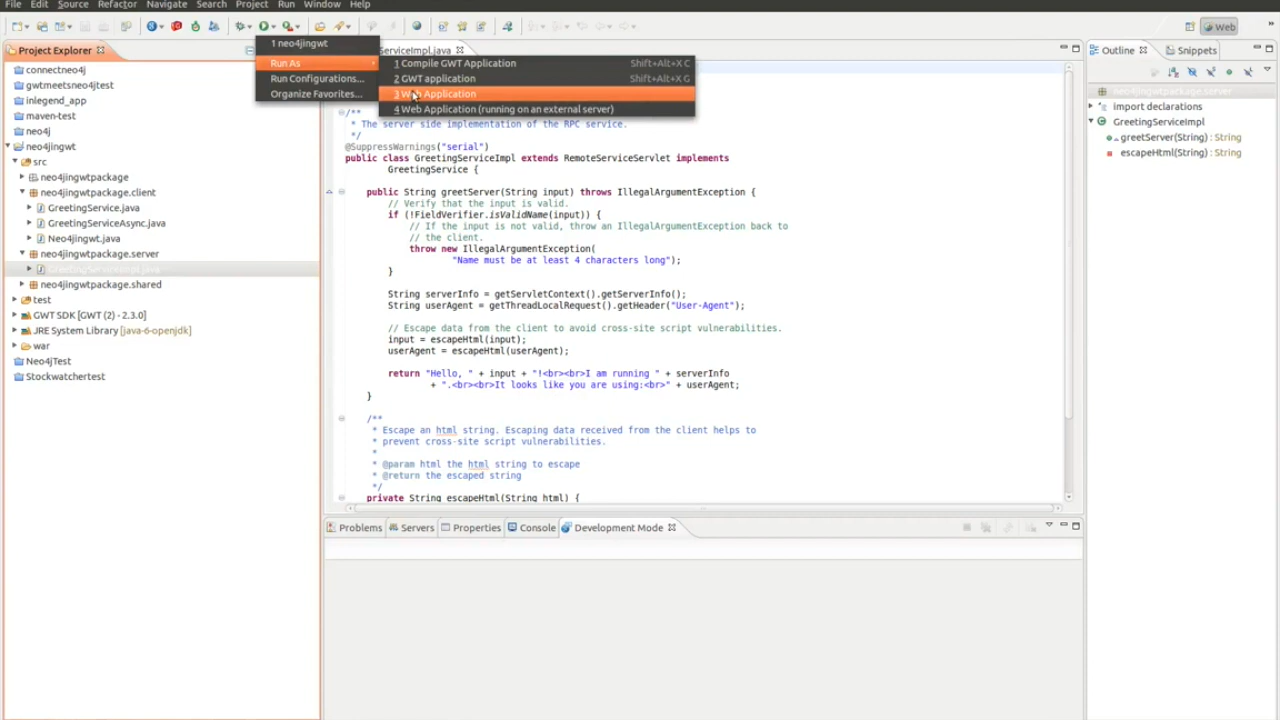 File Edit Source Refactor Navigate Search Project Run Window Help
Web
Project Explorer
connectneo4j
gwtmeetsneo4jtest
inlegend_app
maven-test
neo4j
neo4jingwt
src
neo4jingwtpackage
neo4jingwtpackage.client
GreetingService.java
GreetingServiceAsync.java
Neo4jingwt.java
neo4jingwtpackage.server
GreetingServiceImpl.java
neo4jingwtpackage.shared
test
GWT SDK [GWT (2) - 2.3.0]
JRE System Library [java-6-openjdk]
war
Neo4jTest
Stockwatchertest
1 neo4jingwt
Run As
Run Configurations...
Organize Favorites...
1 Compile GWT Application Shift+Alt+X C
2 GWT application Shift+Alt+X G
3 Web Application
4 Web Application (running on an external server)
ServiceImpl.java
/**
* The server side implementation of the RPC service.
*/
@SuppressWarnings("serial")
public class GreetingServiceImpl extends RemoteServiceServlet implements
GreetingService {
public String greetServer(String input) throws IllegalArgumentException {
// Verify that the input is valid.
if (!FieldVerifier.isValidName(input)) {
// If the input is not valid, throw an IllegalArgumentException back to
// the client.
throw new IllegalArgumentException(
"Name must be at least 4 characters long");
}
String serverInfo = getServletContext().getServerInfo();
String userAgent = getThreadLocalRequest().getHeader("User-Agent");
// Escape data from the client to avoid cross-site script vulnerabilities.
input = escapeHtml(input);
userAgent = escapeHtml(userAgent);
return "Hello, " + input + "!<br><br>I am running " + serverInfo
+ ".<br><br>It looks like you are using:<br>" + userAgent;
}
/**
* Escape an html string. Escaping data received from the client helps to
* prevent cross-site script vulnerabilities.
*
* @param html the html string to escape
* @return the escaped string
*/
private String escapeHtml(String html) {
Problems Servers Properties Console Development Mode
Outline Snippets
neo4jingwtpackage.server
import declarations
GreetingServiceImpl
greetServer(String) : String
escapeHtml(String) : String